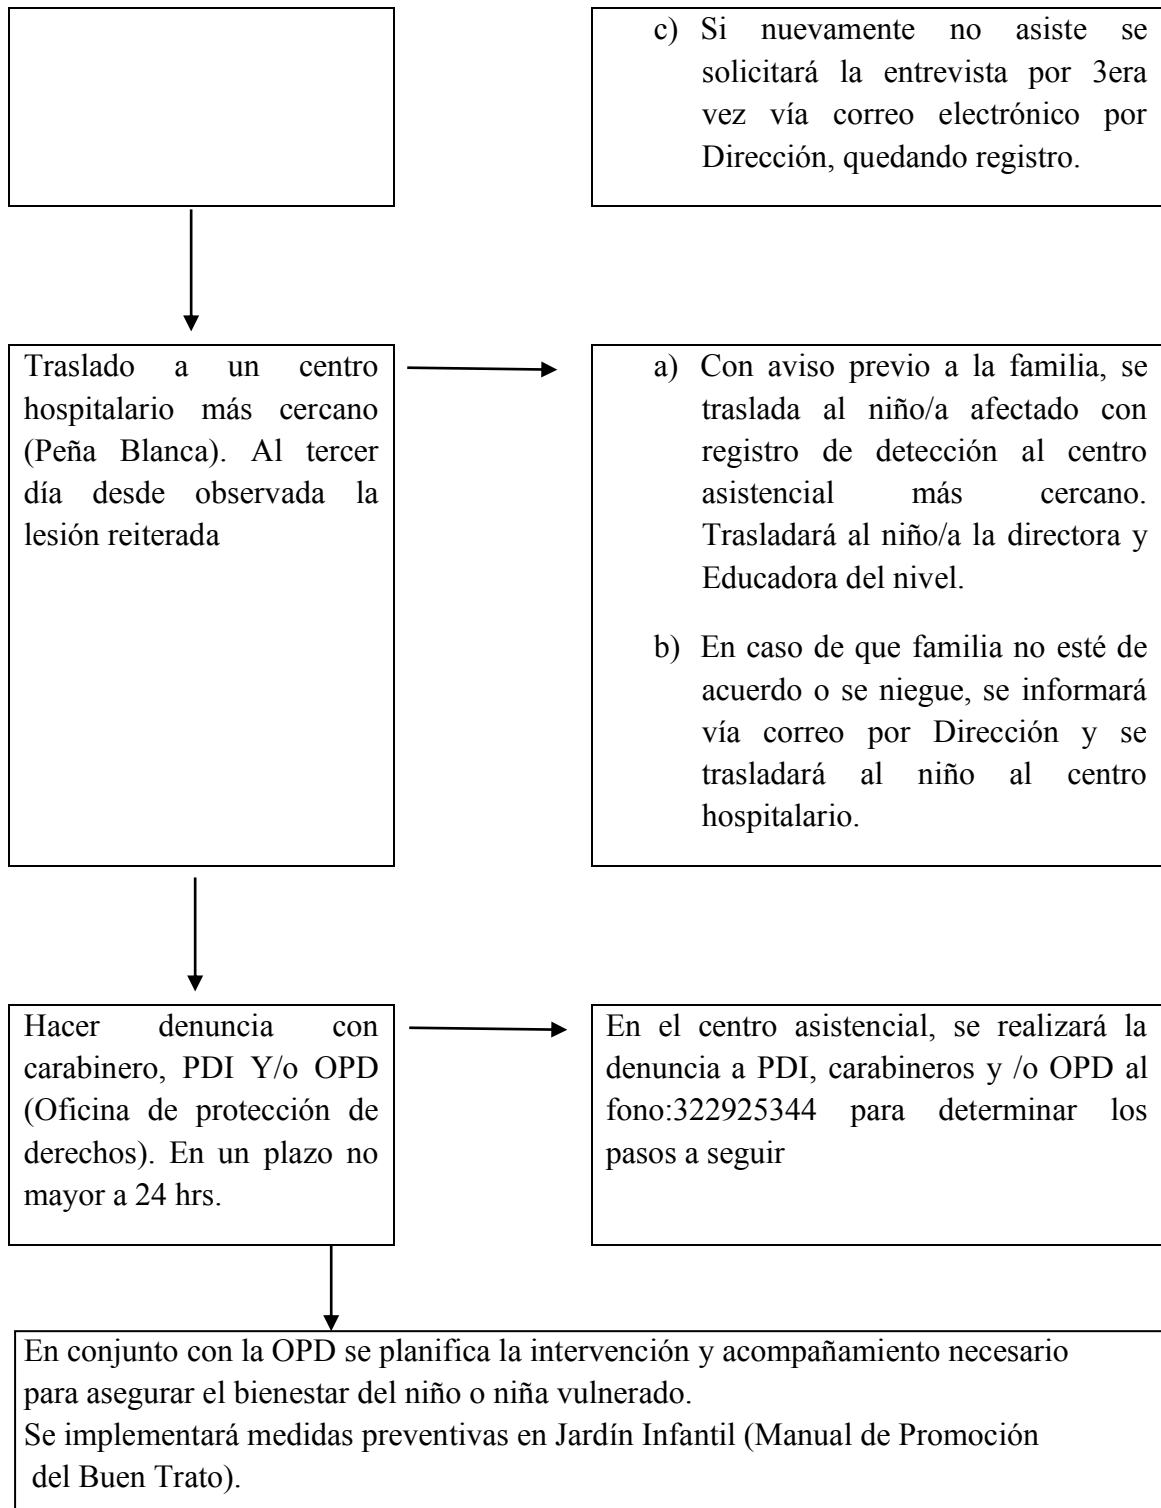 c) Si nuevamente no asiste se
solicitará la entrevista por 3era
vez vía correo electrónico por
Dirección, quedando registro.
Traslado a un centro
hospitalario más cercano
(Peña Blanca). Al tercer
día desde observada la
lesión reiterada
a) Con aviso previo a la familia, se
traslada al niño/a afectado con
registro de detección al centro
asistencial más cercano.
Trasladará al niño/a la directora y
Educadora del nivel.
b) En caso de que familia no esté de
acuerdo o se niegue, se informará
vía correo por Dirección y se
trasladará al niño al centro
hospitalario.
Hacer denuncia con
carabinero, PDI Y/o OPD
(Oficina de protección de
derechos). En un plazo no
mayor a 24 hrs.
En el centro asistencial, se realizará la
denuncia a PDI, carabineros y /o OPD al
fono:322925344 para determinar los
pasos a seguir
En conjunto con la OPD se planifica la intervención y acompañamiento necesario
para asegurar el bienestar del niño o niña vulnerado.
Se implementará medidas preventivas en Jardín Infantil (Manual de Promoción
del Buen Trato).